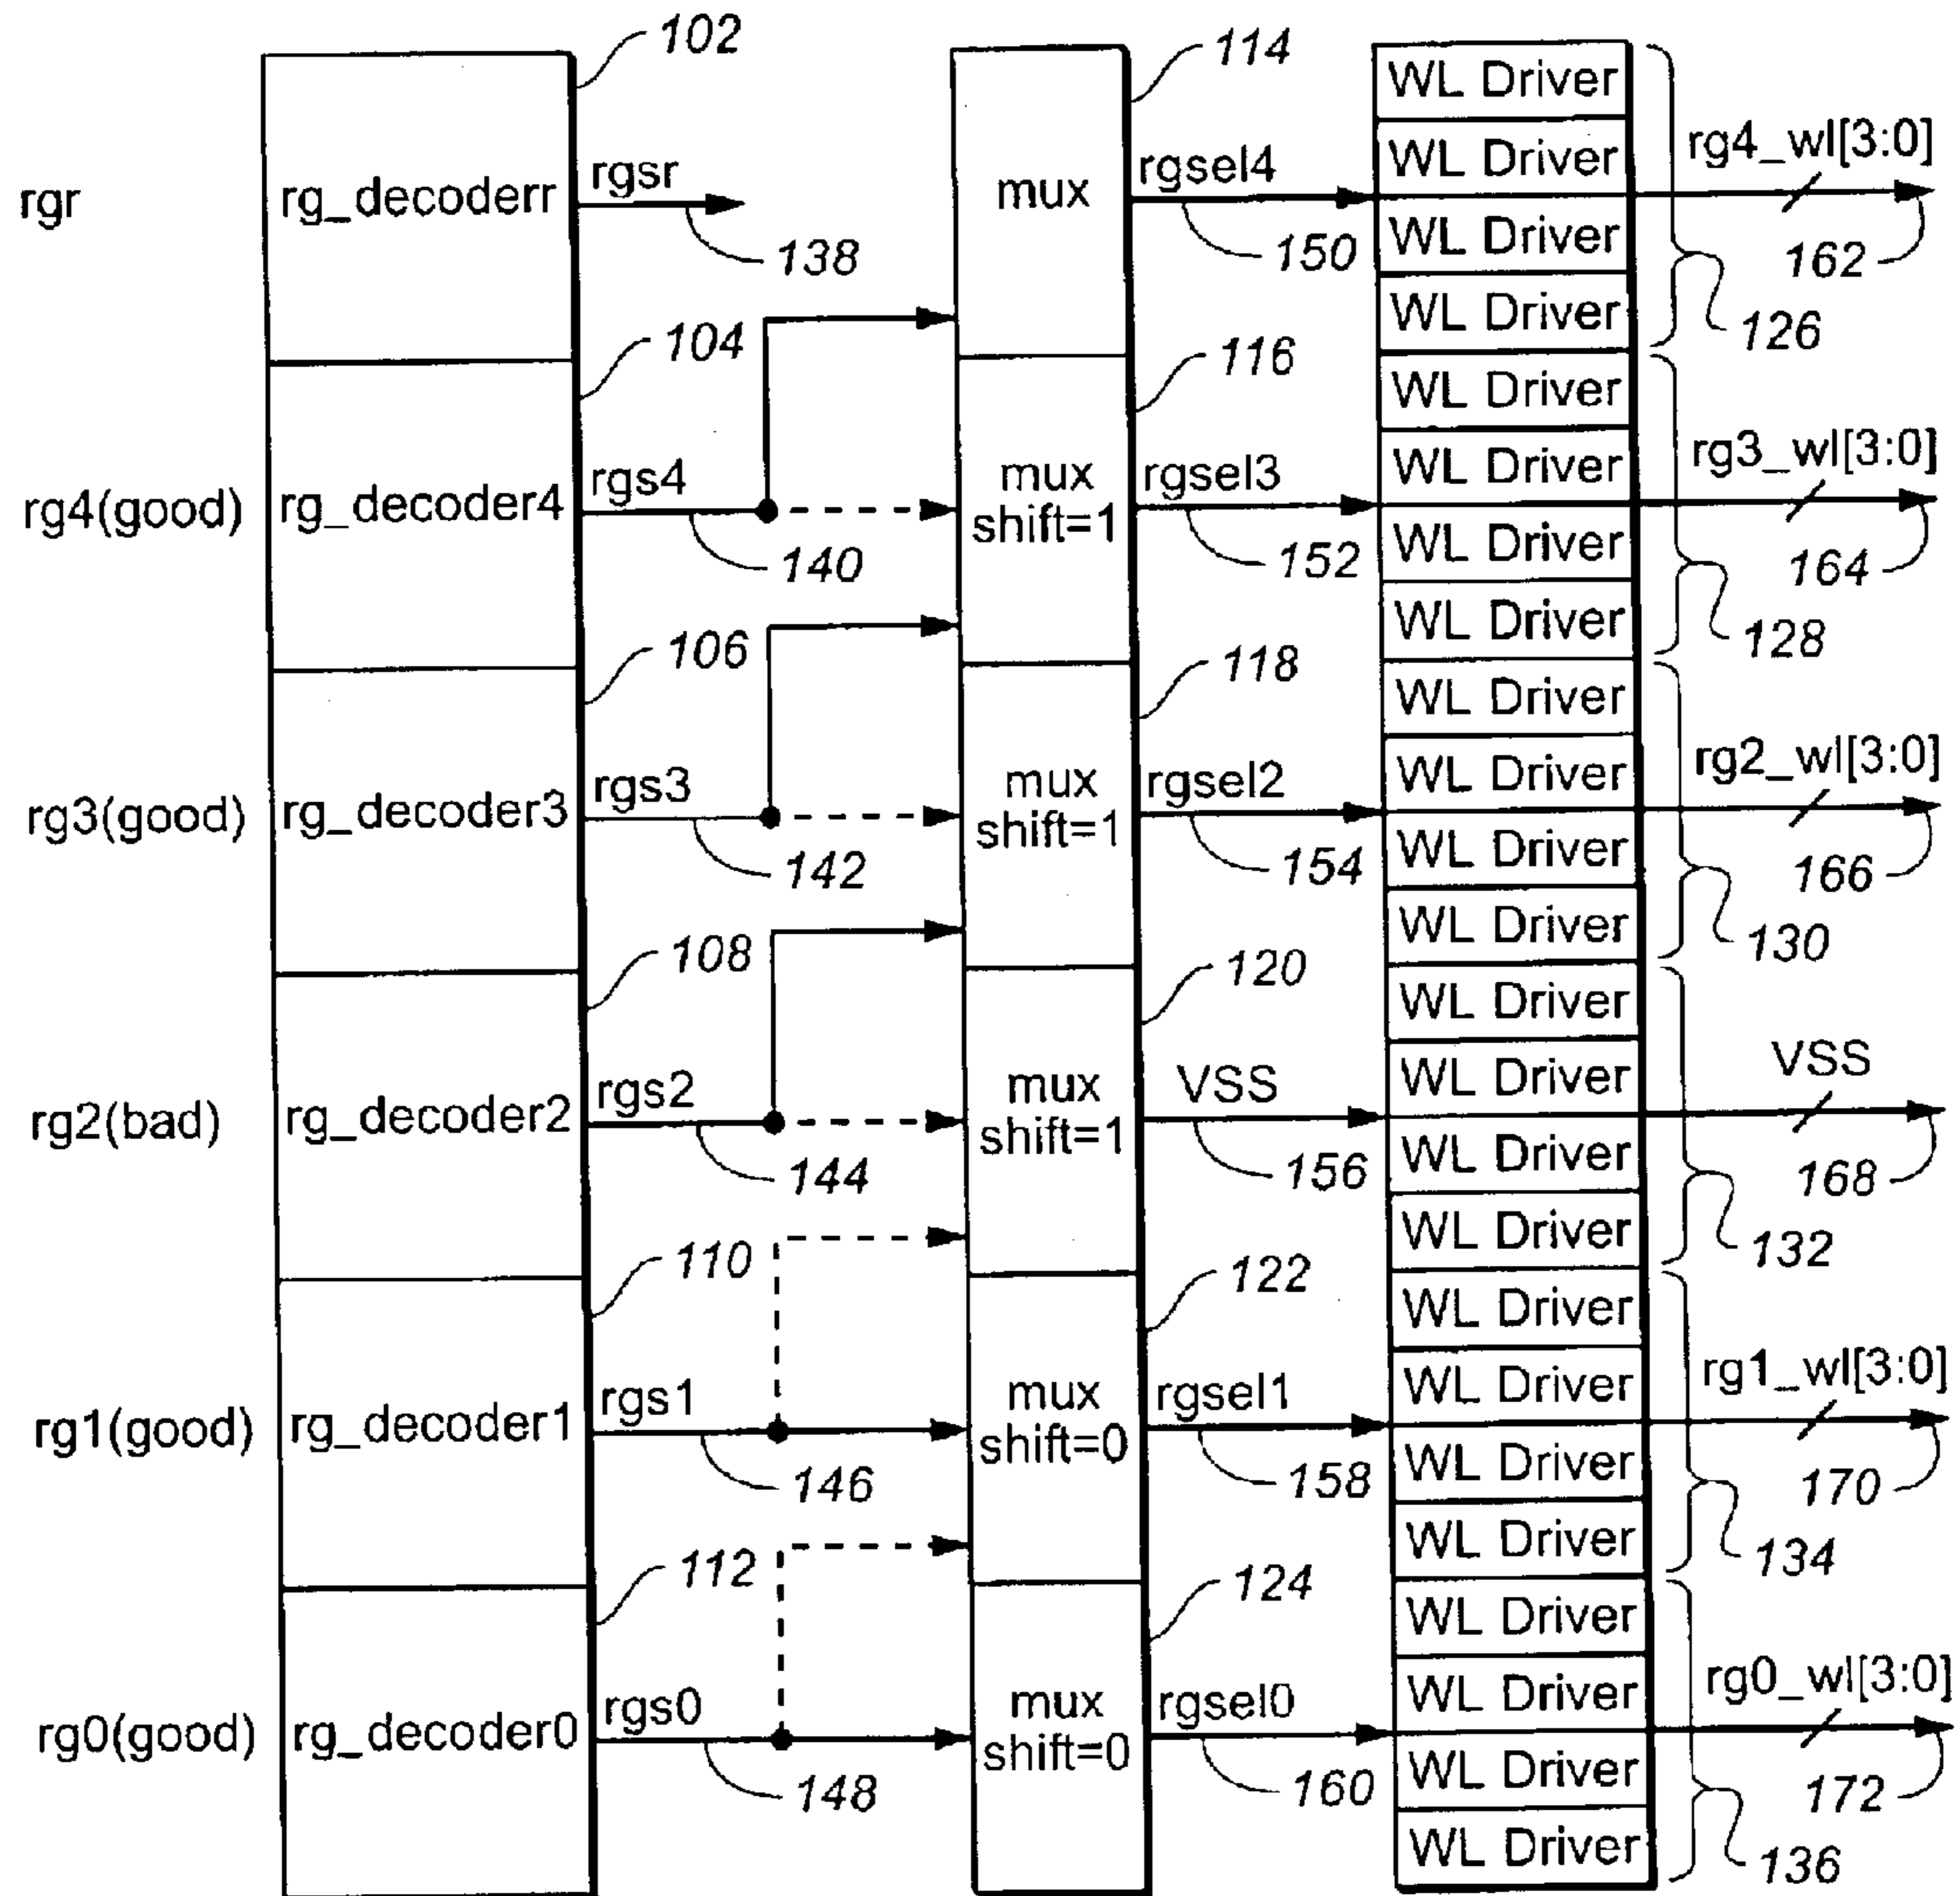 102
114
WL Driver
rgr
rg_decoderr
rgsr
138
mux
rgsel4
150
WL Driver
WL Driver
WL Driver
rg4_wl[3:0]
162
126
104
116
WL Driver
rg4(good)
rg_decoder4
rgs4
140
mux
shift=1
rgsel3
152
WL Driver
WL Driver
WL Driver
rg3_wl[3:0]
164
128
106
118
WL Driver
rg3(good)
rg_decoder3
rgs3
142
mux
shift=1
rgsel2
154
WL Driver
WL Driver
WL Driver
rg2_wl[3:0]
166
130
108
120
WL Driver
rg2(bad)
rg_decoder2
rgs2
144
mux
shift=1
VSS
156
WL Driver
WL Driver
WL Driver
VSS
168
132
110
122
WL Driver
rg1(good)
rg_decoder1
rgs1
146
mux
shift=0
rgsel1
158
WL Driver
WL Driver
WL Driver
rg1_wl[3:0]
170
134
112
124
WL Driver
rg0(good)
rg_decoder0
rgs0
148
mux
shift=0
rgsel0
160
WL Driver
WL Driver
WL Driver
rg0_wl[3:0]
172
136